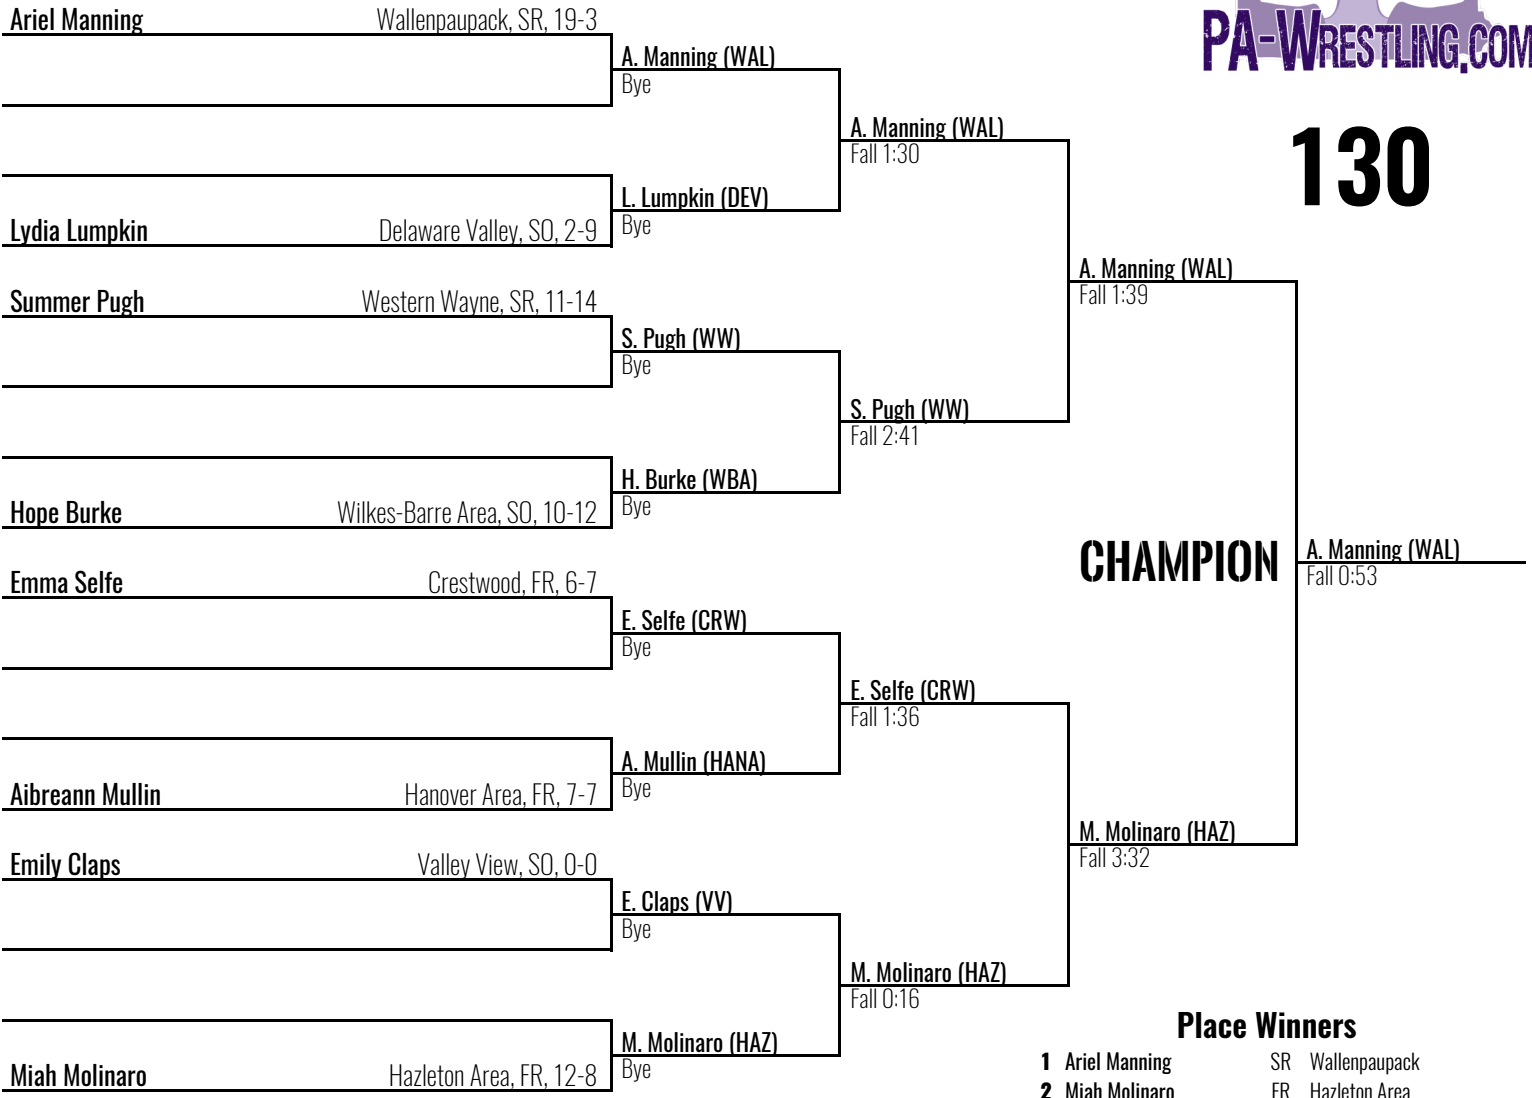 Ariel Manning Wallenpaupack, SR, 19-3
PA-WRESTLING.COM
A. Manning (WAL)
Bye
A. Manning (WAL)
Fall 1:30
130
L. Lumpkin (DEV)
Bye
Lydia Lumpkin Delaware Valley, SO, 2-9
A. Manning (WAL)
Fall 1:39
Summer Pugh Western Wayne, SR, 11-14
S. Pugh (WW)
Bye
S. Pugh (WW)
Fall 2:41
H. Burke (WBA)
Bye
Hope Burke Wilkes-Barre Area, SO, 10-12
CHAMPION
A. Manning (WAL)
Fall 0:53
Emma Selfe Crestwood, FR, 6-7
E. Selfe (CRW)
Bye
E. Selfe (CRW)
Fall 1:36
A. Mullin (HANA)
Bye
Aibreann Mullin Hanover Area, FR, 7-7
M. Molinaro (HAZ)
Fall 3:32
Emily Claps Valley View, SO, 0-0
E. Claps (VV)
Bye
M. Molinaro (HAZ)
Fall 0:16
M. Molinaro (HAZ)
Bye
Miah Molinaro Hazleton Area, FR, 12-8
Place Winners
1 Ariel Manning SR Wallenpaupack
2 Miah Molinaro FR Hazleton Area